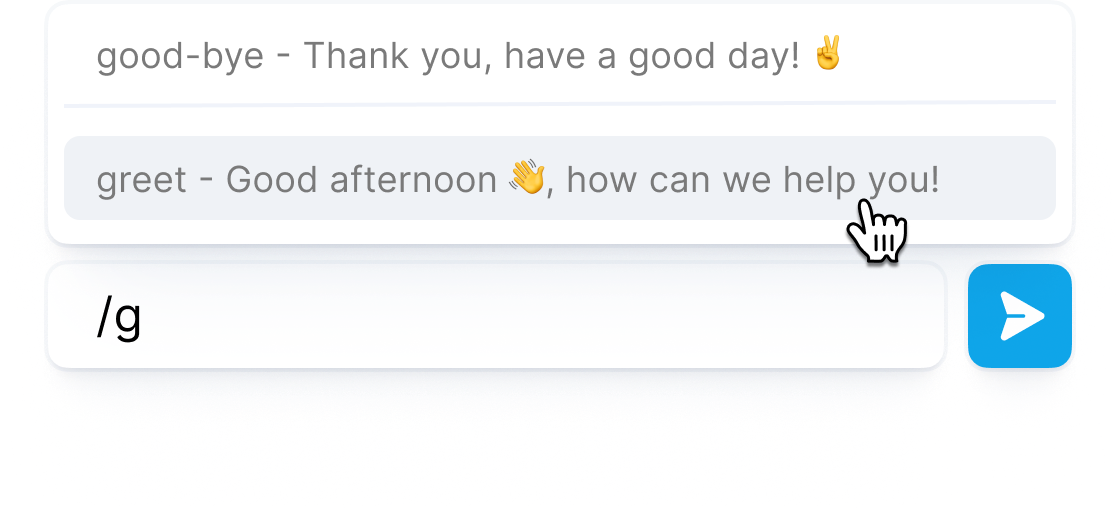 good-bye - Thank you, have a good day! ✌️
greet - Good afternoon 👋, how can we help you!
/g